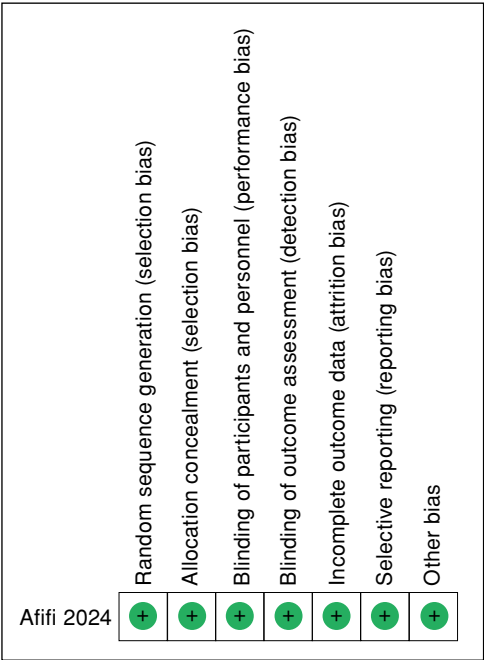 Random sequence generation (selection bias)
Allocation concealment (selection bias)
Blinding of participants and personnel (performance bias)
Blinding of outcome assessment (detection bias)
Incomplete outcome data (attrition bias)
Selective reporting (reporting bias)
Other bias
Afifi 2024 + + + + + + +